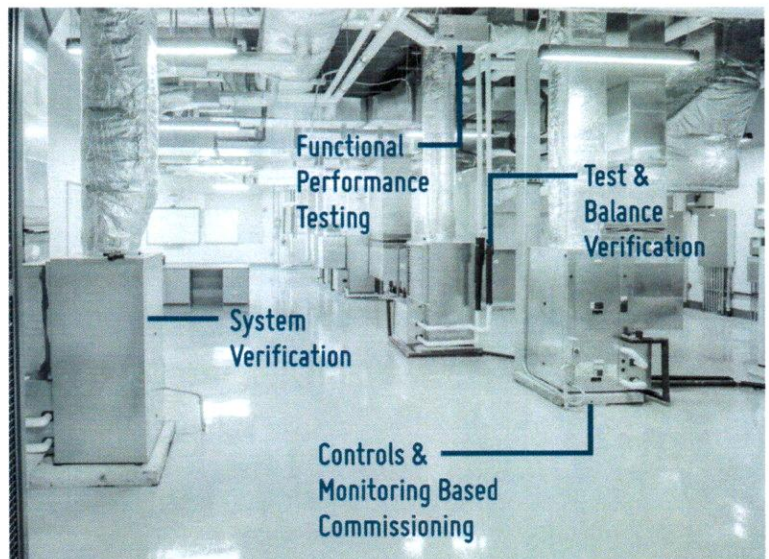 Functional
Performance
Testing
Test &
Balance
Verification
System
Verification
Controls &
Monitoring Based
Commissioning